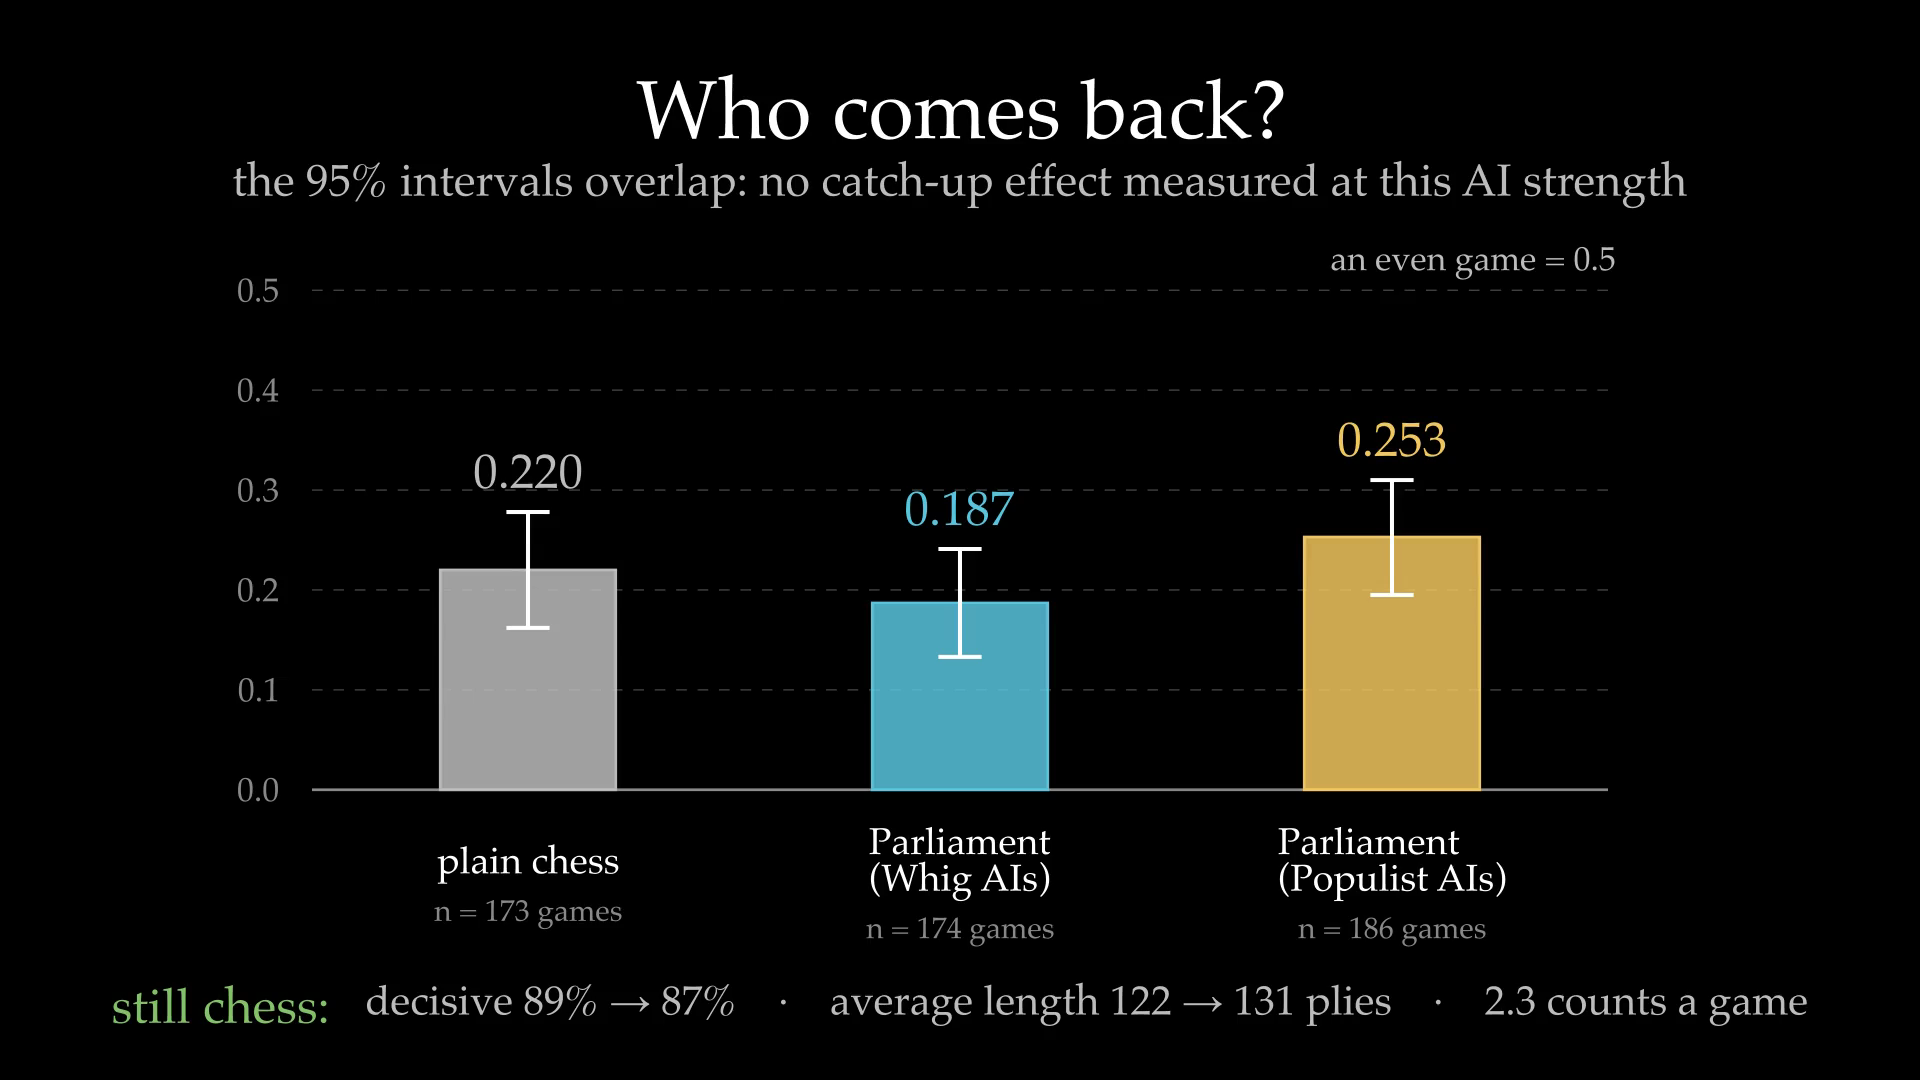 Who comes back?
the 95% intervals overlap: no catch-up effect measured at this AI strength
an even game = 0.5
0.5
0.4
0.3
0.2
0.1
0.0
0.220
0.187
0.253
plain chess
n = 173 games
Parliament
(Whig AIs)
n = 174 games
Parliament
(Populist AIs)
n = 186 games
still chess: decisive 89% → 87% · average length 122 → 131 plies · 2.3 counts a game